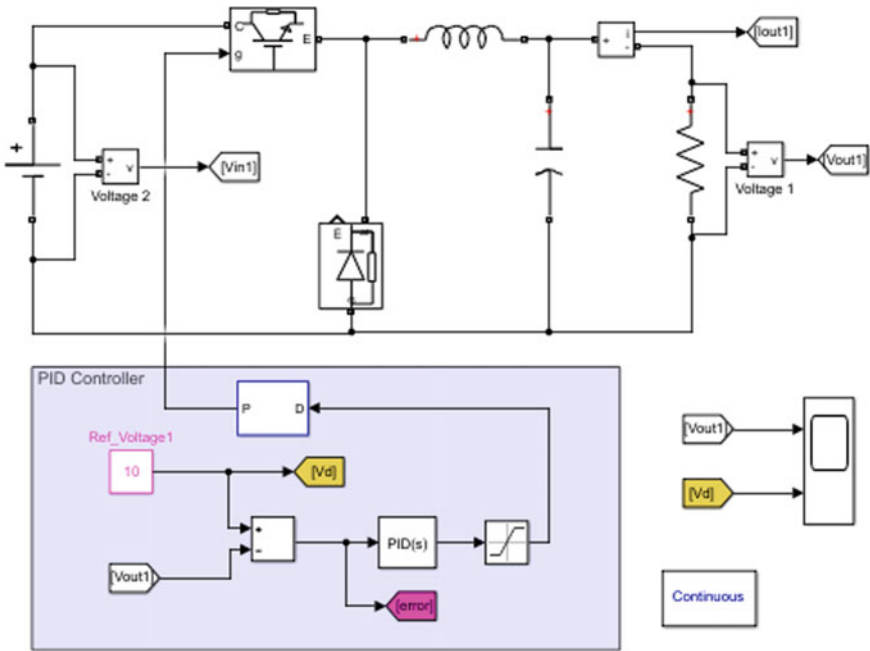 C
E
g
i
+
-
[Iout1]
+
+
-
v
Voltage 2
[Vin1]
+
-
v
Voltage 1
[Vout1]
E
PID Controller
P
D
Ref_Voltage1
10
[Vd]
+
-
PID(s)
[Vout1]
[error]
[Vout1]
[Vd]
Continuous